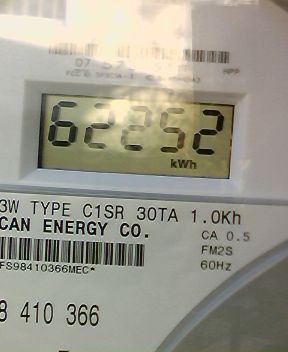 07
62252
kWh
3W TYPE C1SR 30TA 1.0Kh
CAN ENERGY CO.
CA 0.5
FM2S
FS98410366MEC*
60Hz
8 410 366